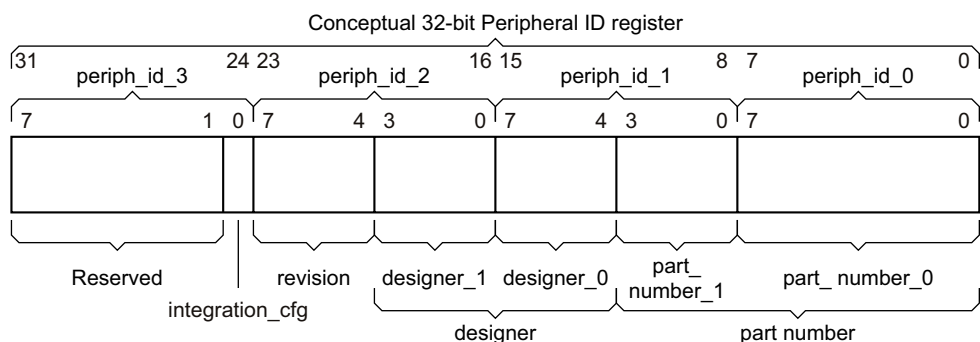 Conceptual 32-bit Peripheral ID register
31 24 23 16 15 8 7 0
periph_id_3 periph_id_2 periph_id_1 periph_id_0
7 1 0 7 4 3 0 7 4 3 0 7 0
Reserved revision designer_1 designer_0 part_ number_1 part_ number_0
integration_cfg
designer part number